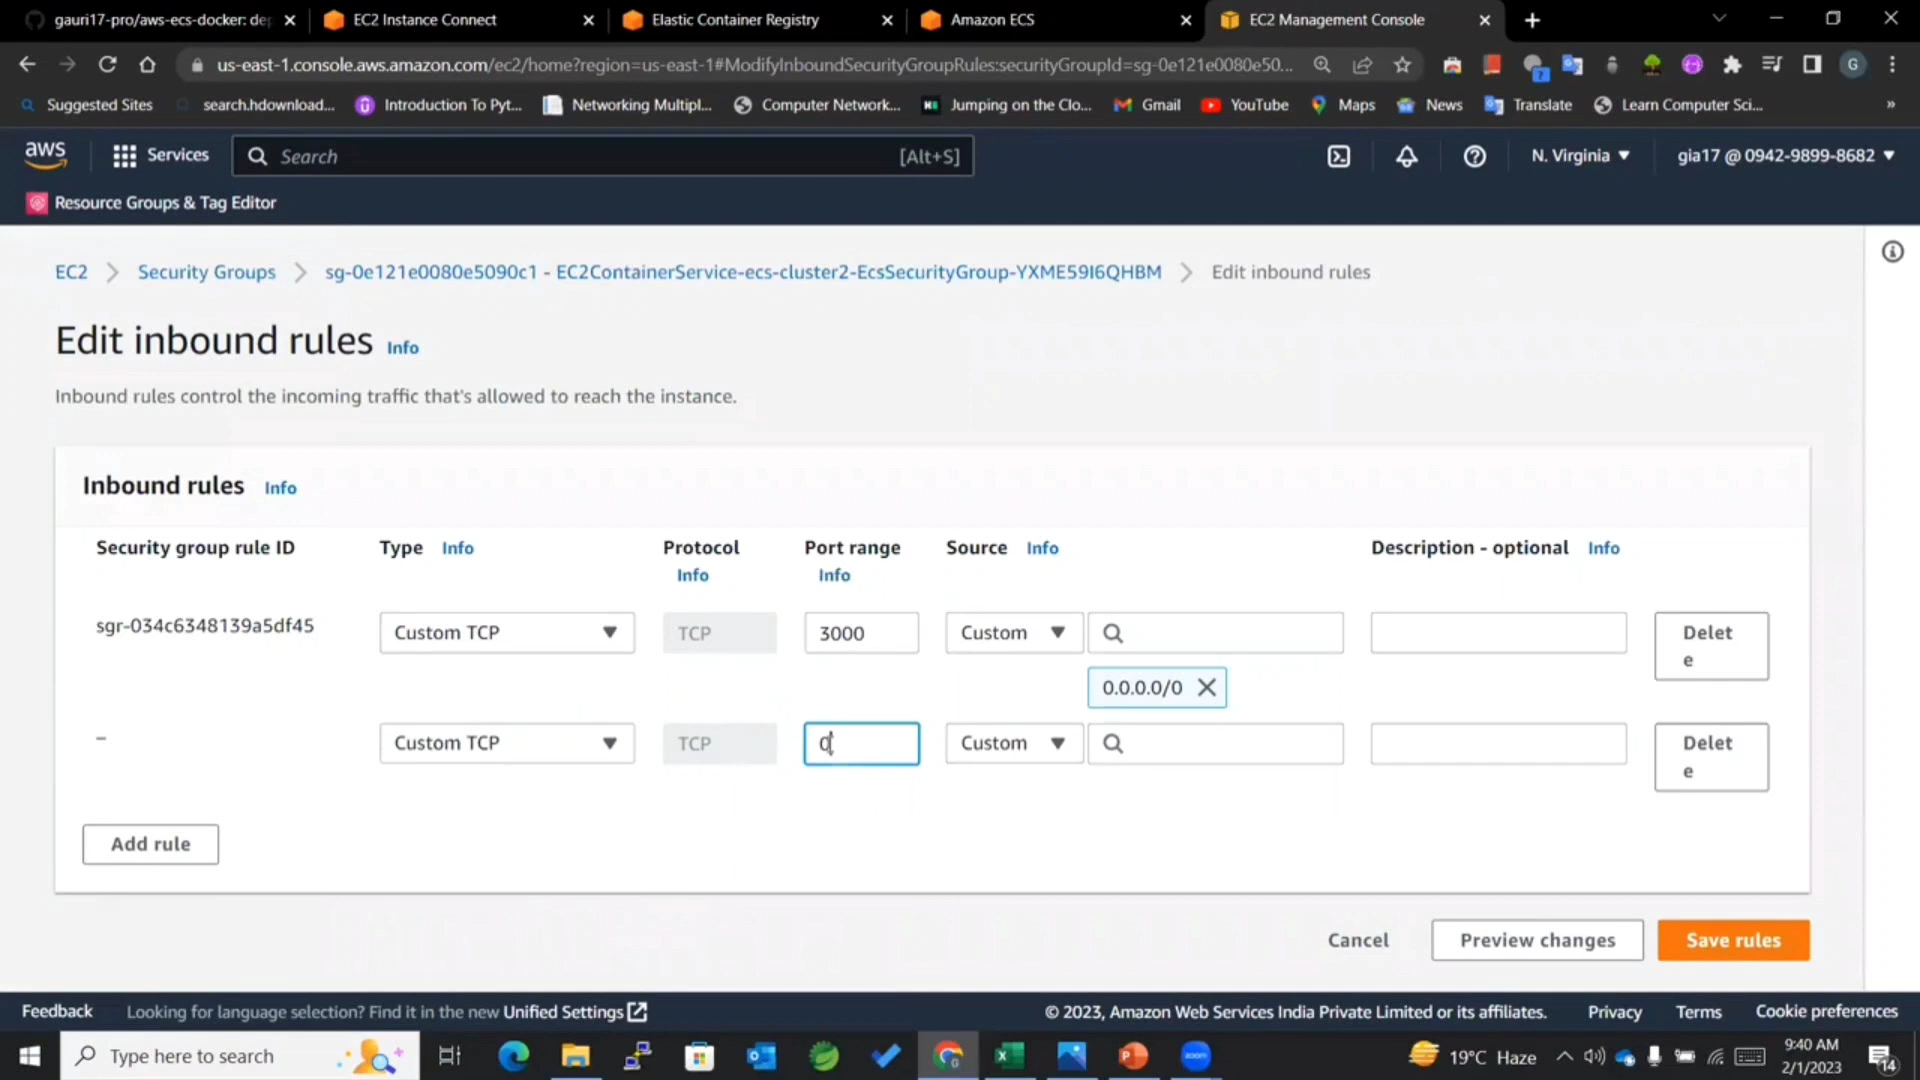 gauri17-pro/aws-ecs-docker: dep
EC2 Instance Connect
Elastic Container Registry
Amazon ECS
EC2 Management Console
us-east-1.console.aws.amazon.com/ec2/home?region=us-east-1#ModifyInboundSecurityGroupRules:securityGroupId=sg-0e121e0080e50...
G
Suggested Sites
search.hdownload...
Introduction To Pyt...
Networking Multipl...
Computer Network...
Jumping on the Clo...
Gmail
YouTube
Maps
News
Translate
Learn Computer Sci...
»
aws
Services
Search
[Alt+S]
N. Virginia
gia17 @ 0942-9899-8682
Resource Groups & Tag Editor
EC2
Security Groups
sg-0e121e0080e5090c1 - EC2ContainerService-ecs-cluster2-EcsSecurityGroup-YXME59I6QHBM
Edit inbound rules
Edit inbound rules Info
Inbound rules control the incoming traffic that's allowed to reach the instance.
Inbound rules Info
Security group rule ID
Type Info
Protocol
Info
Port range
Info
Source Info
Description - optional Info
sgr-034c6348139a5df45
Custom TCP
TCP
3000
Custom
Delet
e
0.0.0.0/0
–
Custom TCP
TCP
0
Custom
Delet
e
Add rule
Cancel
Preview changes
Save rules
Feedback
Looking for language selection? Find it in the new Unified Settings
© 2023, Amazon Web Services India Private Limited or its affiliates.
Privacy
Terms
Cookie preferences
Type here to search
zoom
19°C Haze
9:40 AM
2/1/2023
14